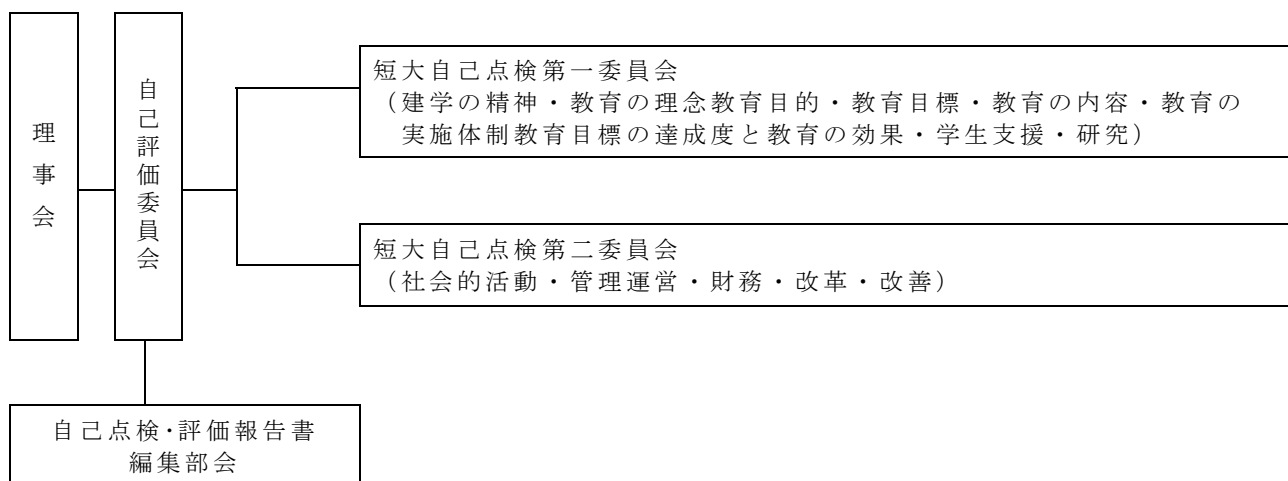 理事会
自己評価委員会
短大自己点検第一委員会
（建学の精神・教育の理念教育目的・教育目標・教育の内容・教育の
実施体制教育目標の達成度と教育の効果・学生支援・研究）
短大自己点検第二委員会
（社会的活動・管理運営・財務・改革・改善）
自己点検・評価報告書
編集部会